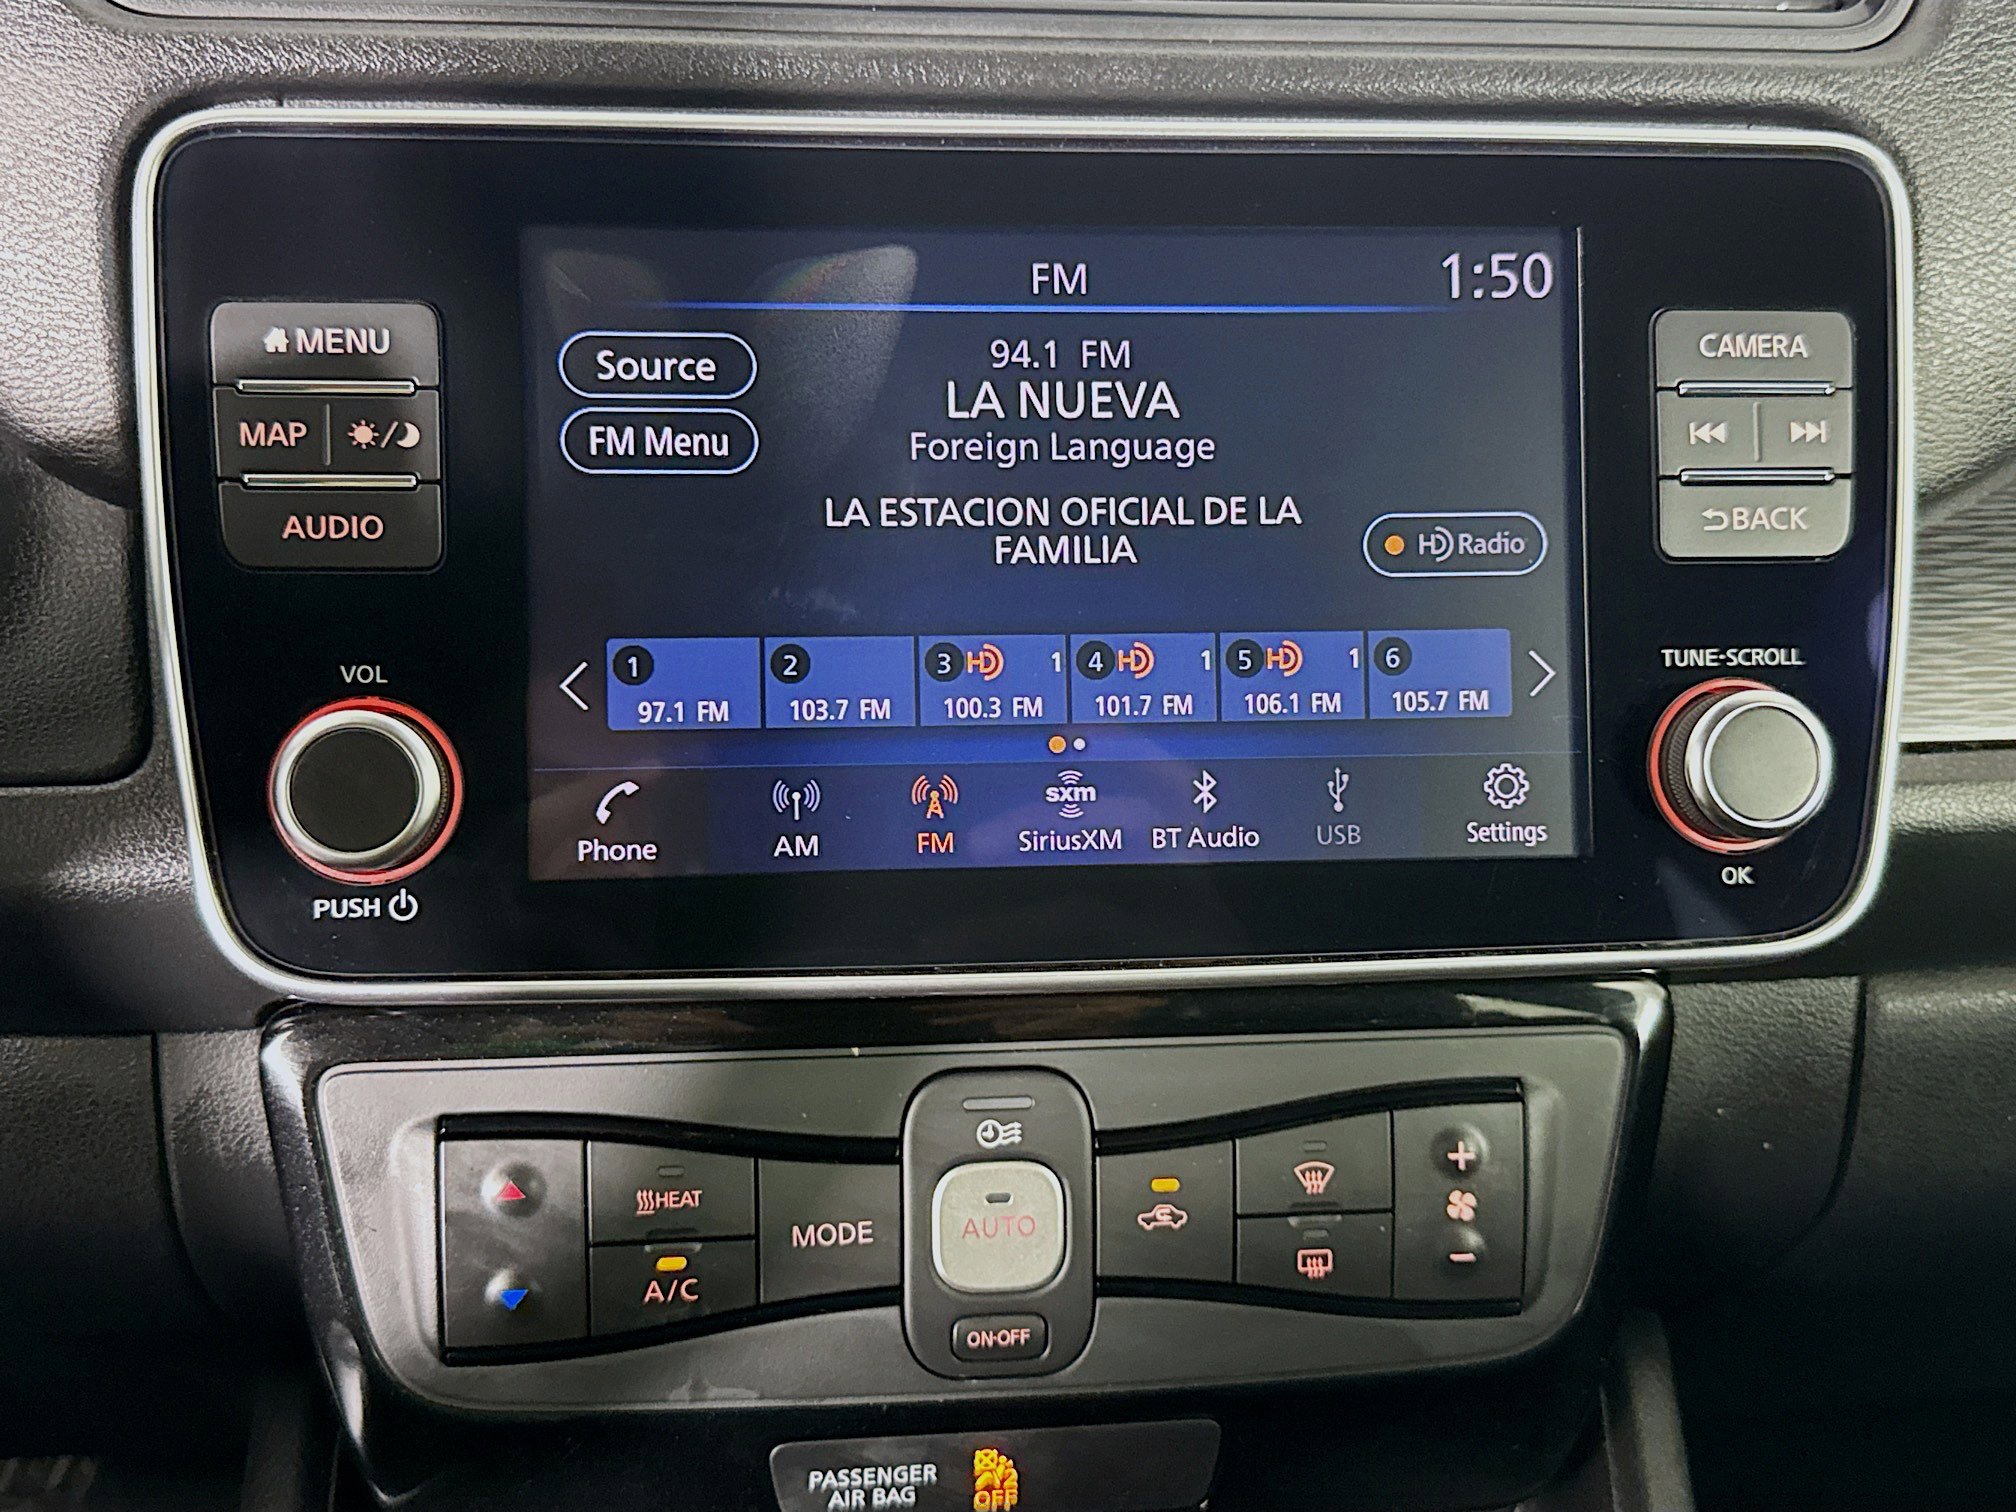 FM
1:50
MENU
MAP
AUDIO
VOL
PUSH
Source
FM Menu
94.1 FM
LA NUEVA
Foreign Language
LA ESTACION OFICIAL DE LA
FAMILIA
HD Radio
1
97.1 FM
2
103.7 FM
3 HD 1
100.3 FM
4 HD 1
101.7 FM
5 HD 1
106.1 FM
6
105.7 FM
Phone
AM
FM
sxm
SiriusXM
BT Audio
USB
Settings
CAMERA
BACK
TUNE-SCROLL
OK
HEAT
A/C
MODE
AUTO
ON·OFF
PASSENGER
AIR BAG
2
OFF